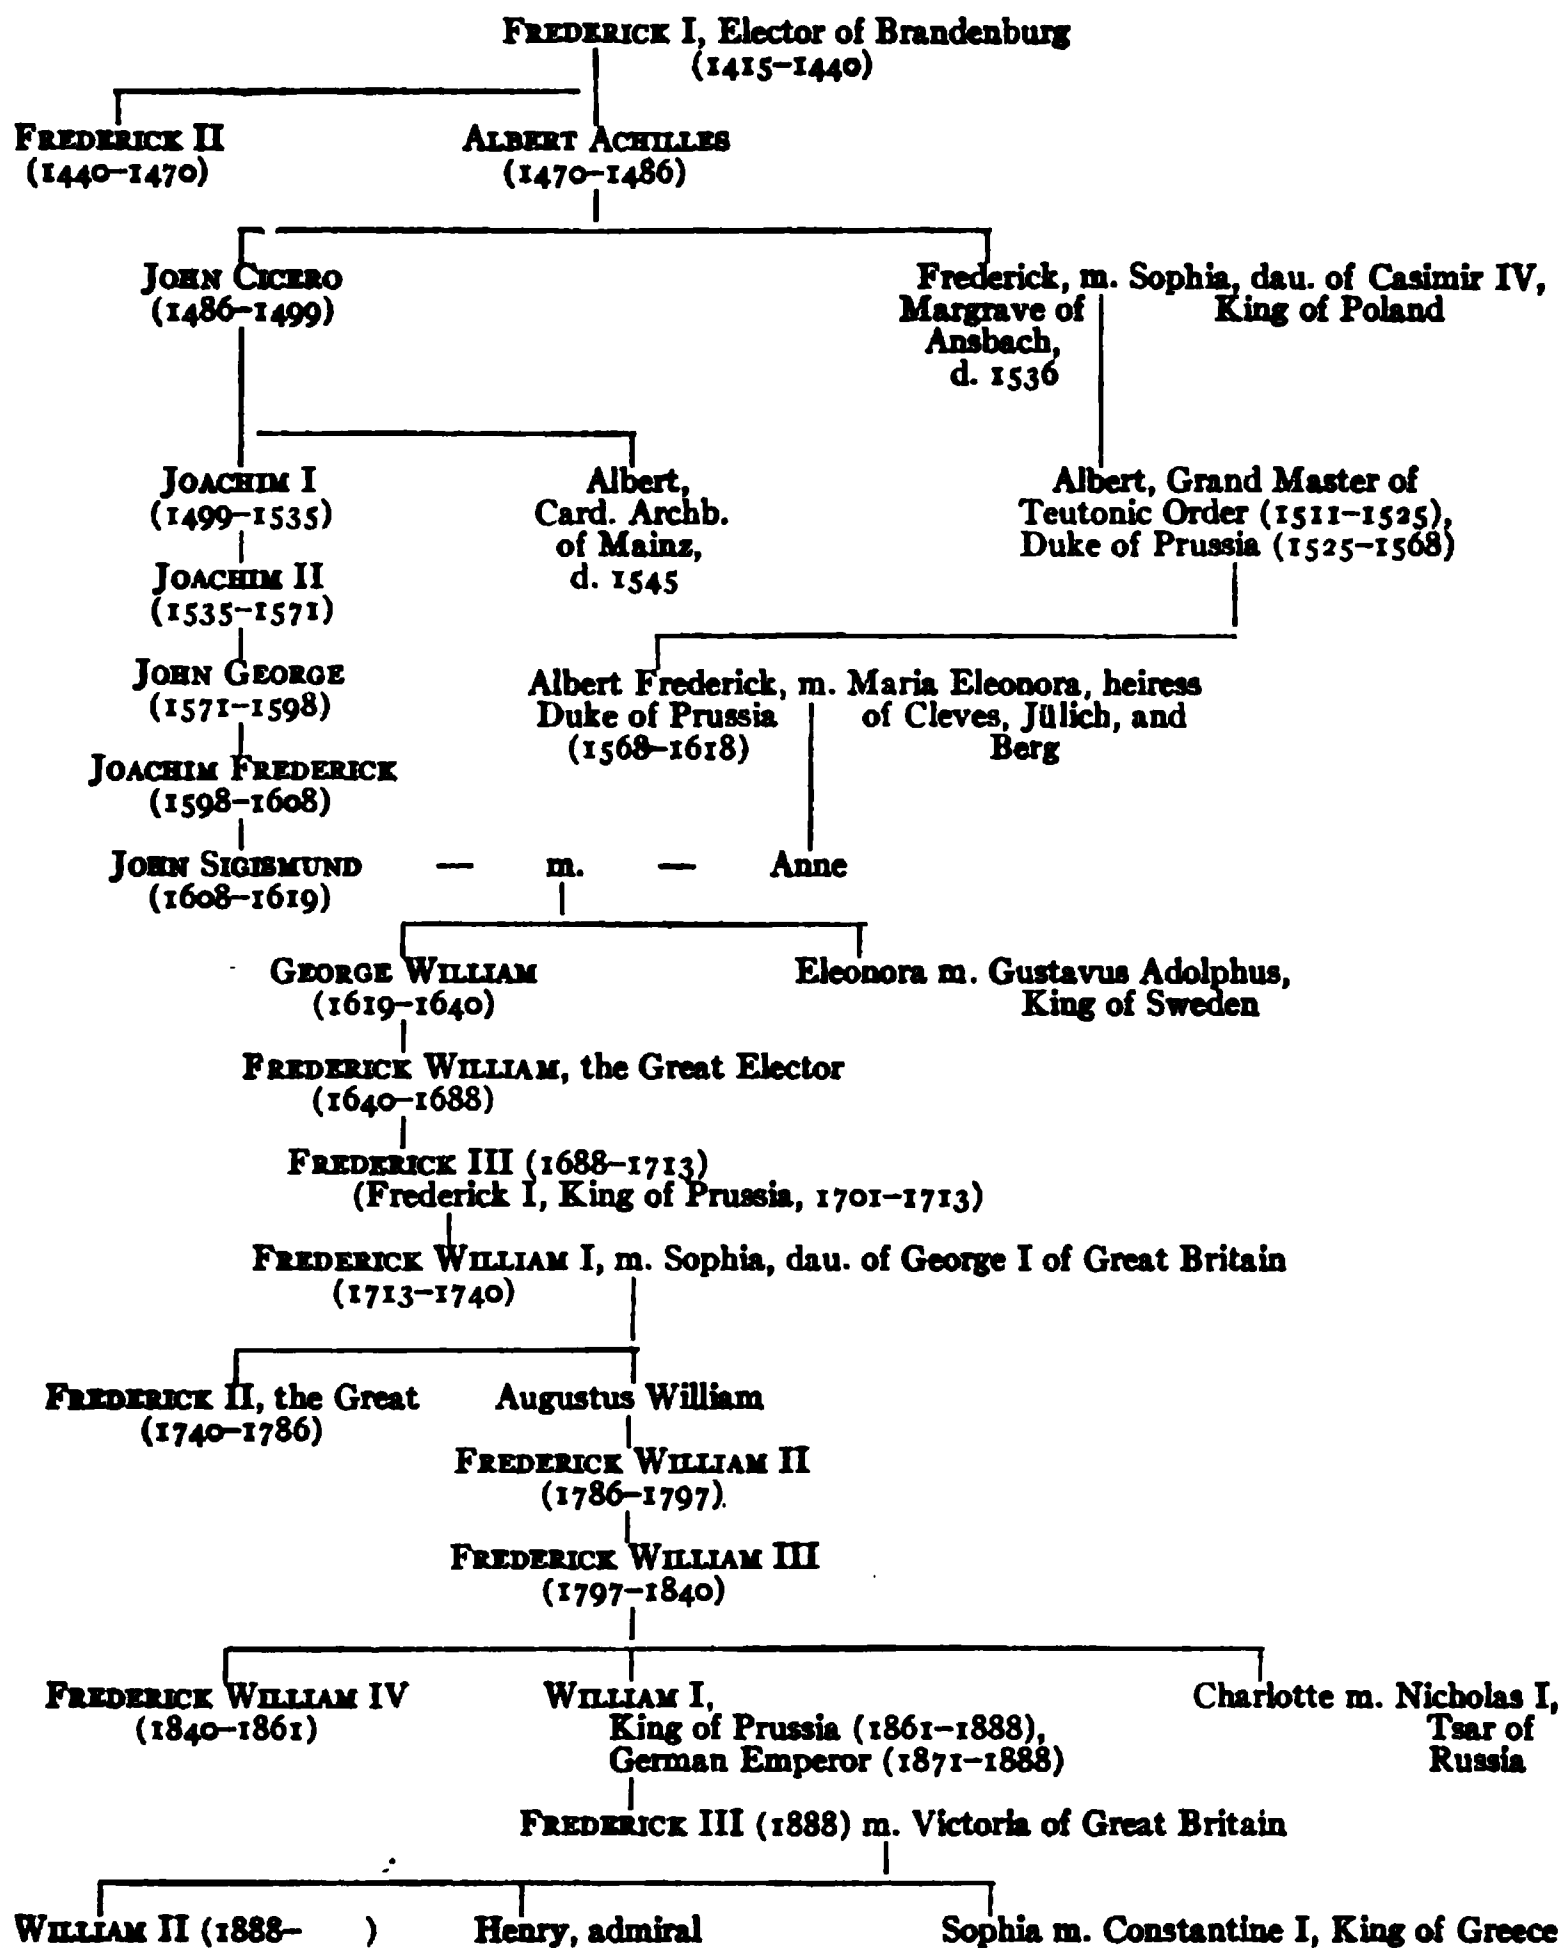 FREDERICK I, Elector of Brandenburg
(1415–1440)
FREDERICK II
(1440–1470)
ALBERT ACHILLES
(1470–1486)
JOHN CICERO
(1486–1499)
Frederick, m. Sophia, dau. of Casimir IV,
Margrave of King of Poland
Ansbach,
d. 1536
JOACHIM I
(1499–1535)
Albert,
Card. Archb.
of Mainz,
d. 1545
Albert, Grand Master of
Teutonic Order (1511–1525),
Duke of Prussia (1525–1568)
JOACHIM II
(1535–1571)
JOHN GEORGE
(1571–1598)
Albert Frederick, m. Maria Eleonora, heiress
Duke of Prussia of Cleves, Jülich, and
(1568–1618) Berg
JOACHIM FREDERICK
(1598–1608)
JOHN SIGISMUND — m. — Anne
(1608–1619)
GEORGE WILLIAM
(1619–1640)
Eleonora m. Gustavus Adolphus,
King of Sweden
FREDERICK WILLIAM, the Great Elector
(1640–1688)
FREDERICK III (1688–1713)
(Frederick I, King of Prussia, 1701–1713)
FREDERICK WILLIAM I, m. Sophia, dau. of George I of Great Britain
(1713–1740)
FREDERICK II, the Great
(1740–1786)
Augustus William
FREDERICK WILLIAM II
(1786–1797)
FREDERICK WILLIAM III
(1797–1840)
FREDERICK WILLIAM IV
(1840–1861)
WILLIAM I,
King of Prussia (1861–1888),
German Emperor (1871–1888)
Charlotte m. Nicholas I,
Tsar of
Russia
FREDERICK III (1888) m. Victoria of Great Britain
WILLIAM II (1888– )
Henry, admiral
Sophia m. Constantine I, King of Greece